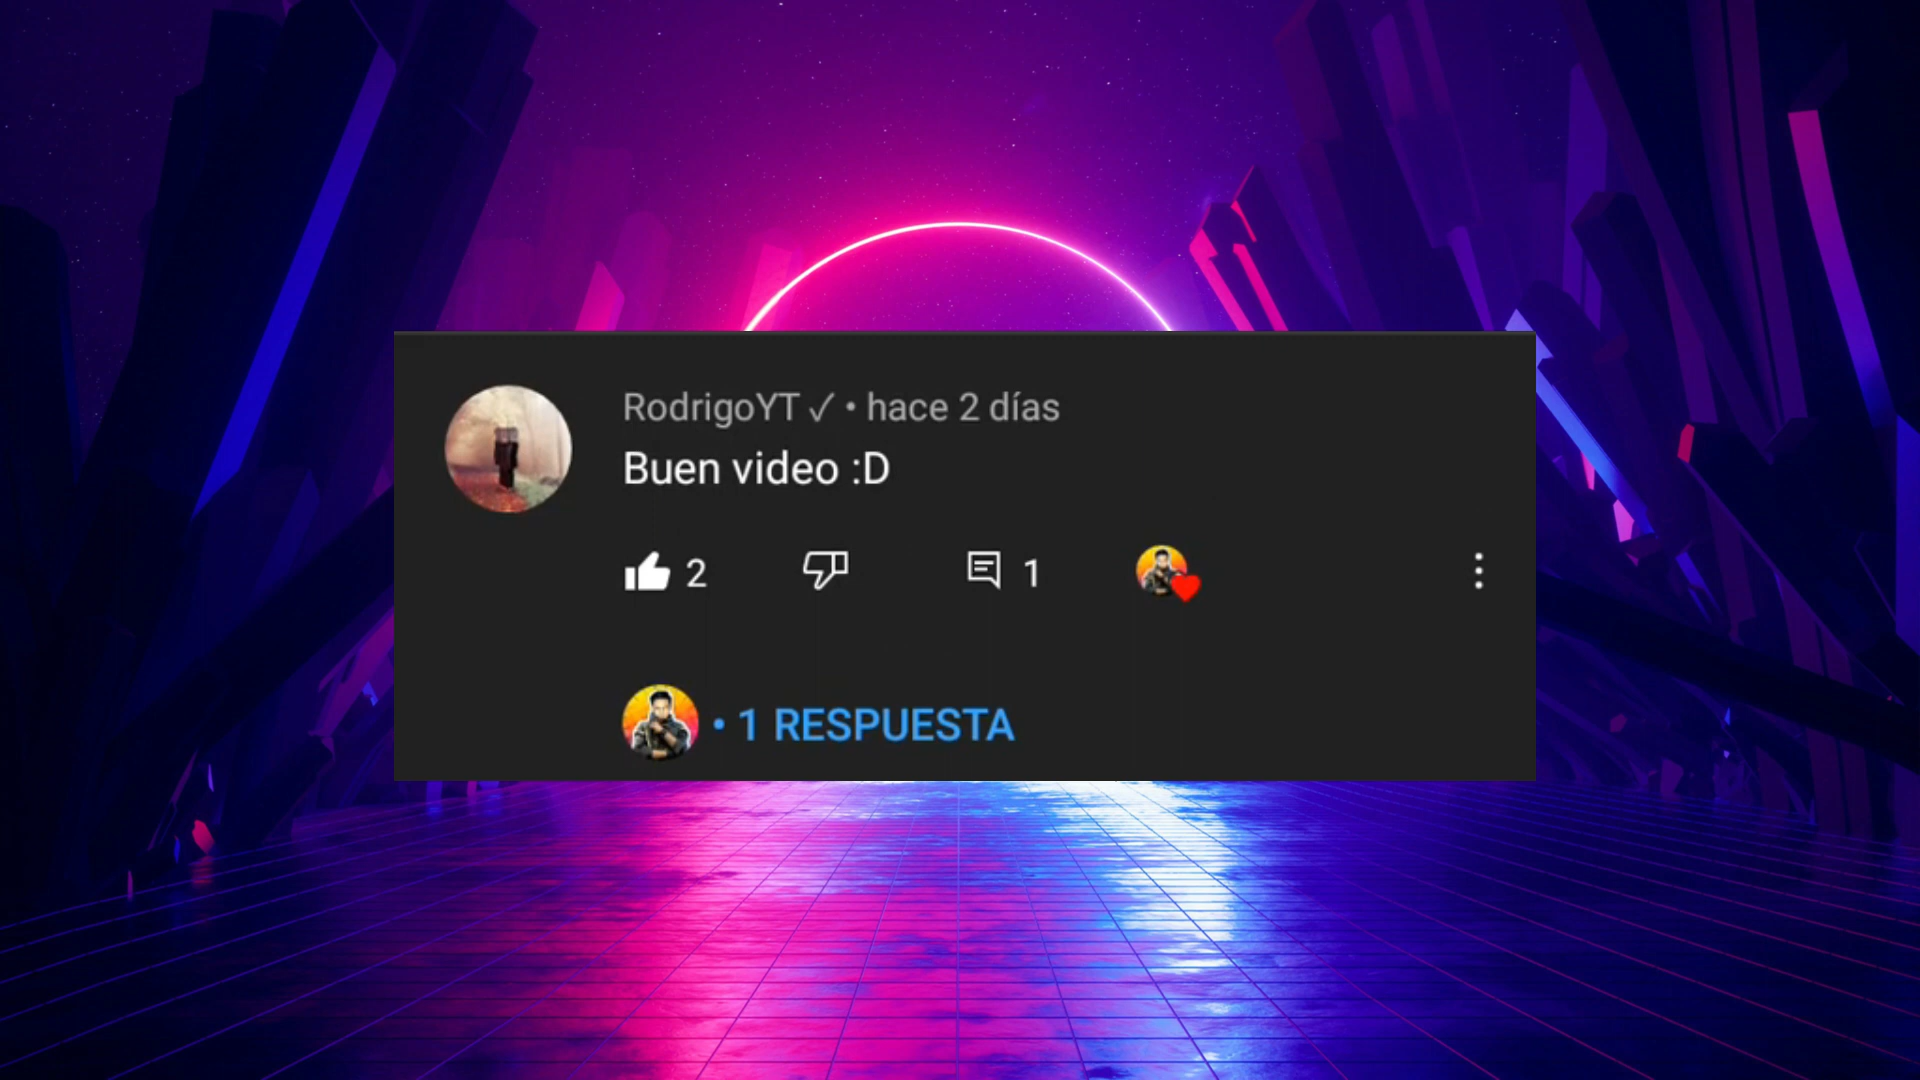 RodrigoYT ✓ • hace 2 días
Buen video :D
2
1
• 1 RESPUESTA